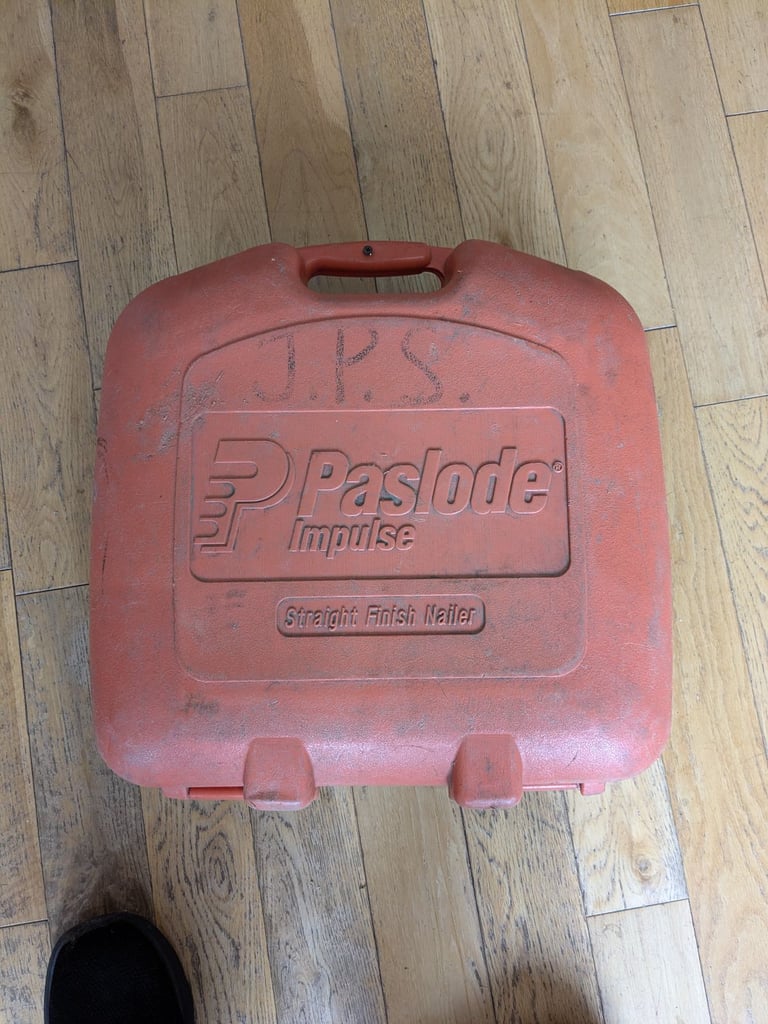 J.P.S.
Paslode®
Impulse
Straight Finish Nailer